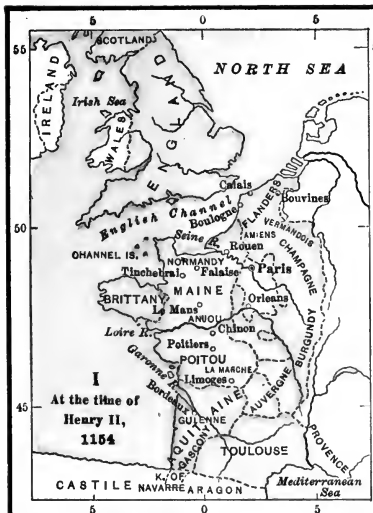 5 0 5
55
SCOTLAND
IRELAND
NORTH SEA
Irish Sea
ENGLAND
WALES
Calais
English Channel
Boulogne
FLANDERS
Bouvines
50
VERMANDOIS
AMIENS
Seine R.
Rouen
CHAMPAGNE
CHANNEL IS.
NORMANDY
Tinchebrai
Falaise
Paris
BRITTANY
MAINE
Le Mans
Orleans
ANJOU
Loire R.
Chinon
BURGUNDY
Poitiers
POITOU
Garonne R.
LA MARCHE
Limoges
I
At the time of
Henry II,
1154
45
Bordeaux
AUVERGNE
GUIENNE
AQUITAINE
GASCONY
TOULOUSE
PROVENCE
K. OF
NAVARRE
CASTILE
ARAGON
Mediterranean
Sea
0 5